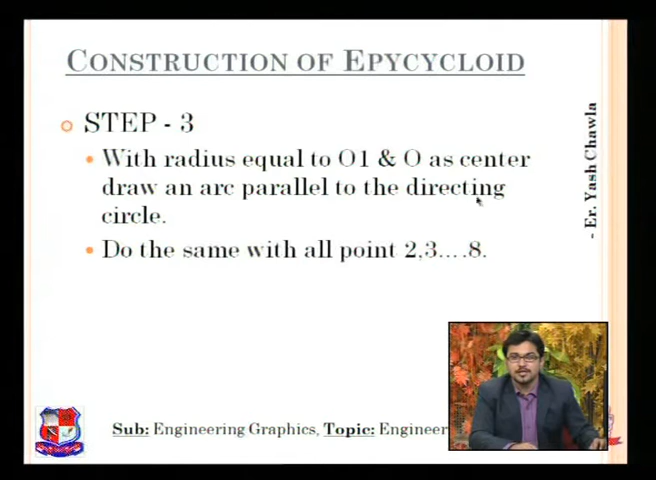 CONSTRUCTION OF EPYCYCLOID
STEP - 3
With radius equal to O1 & O as center
draw an arc parallel to the directing
circle.
Do the same with all point 2,3....8.
- Er. Yash Chawla
Sub: Engineering Graphics, Topic: Engineer